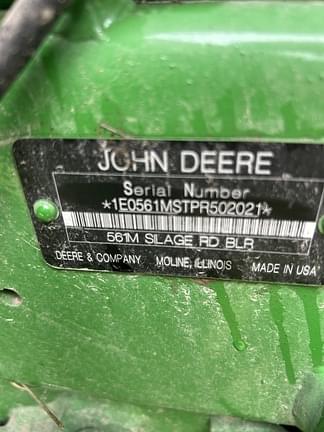 JOHN DEERE
Serial Number
*1E0561MSTPR502021*
561M SILAGE RD BLR
DEERE & COMPANY MOLINE, ILLINOIS MADE IN USA